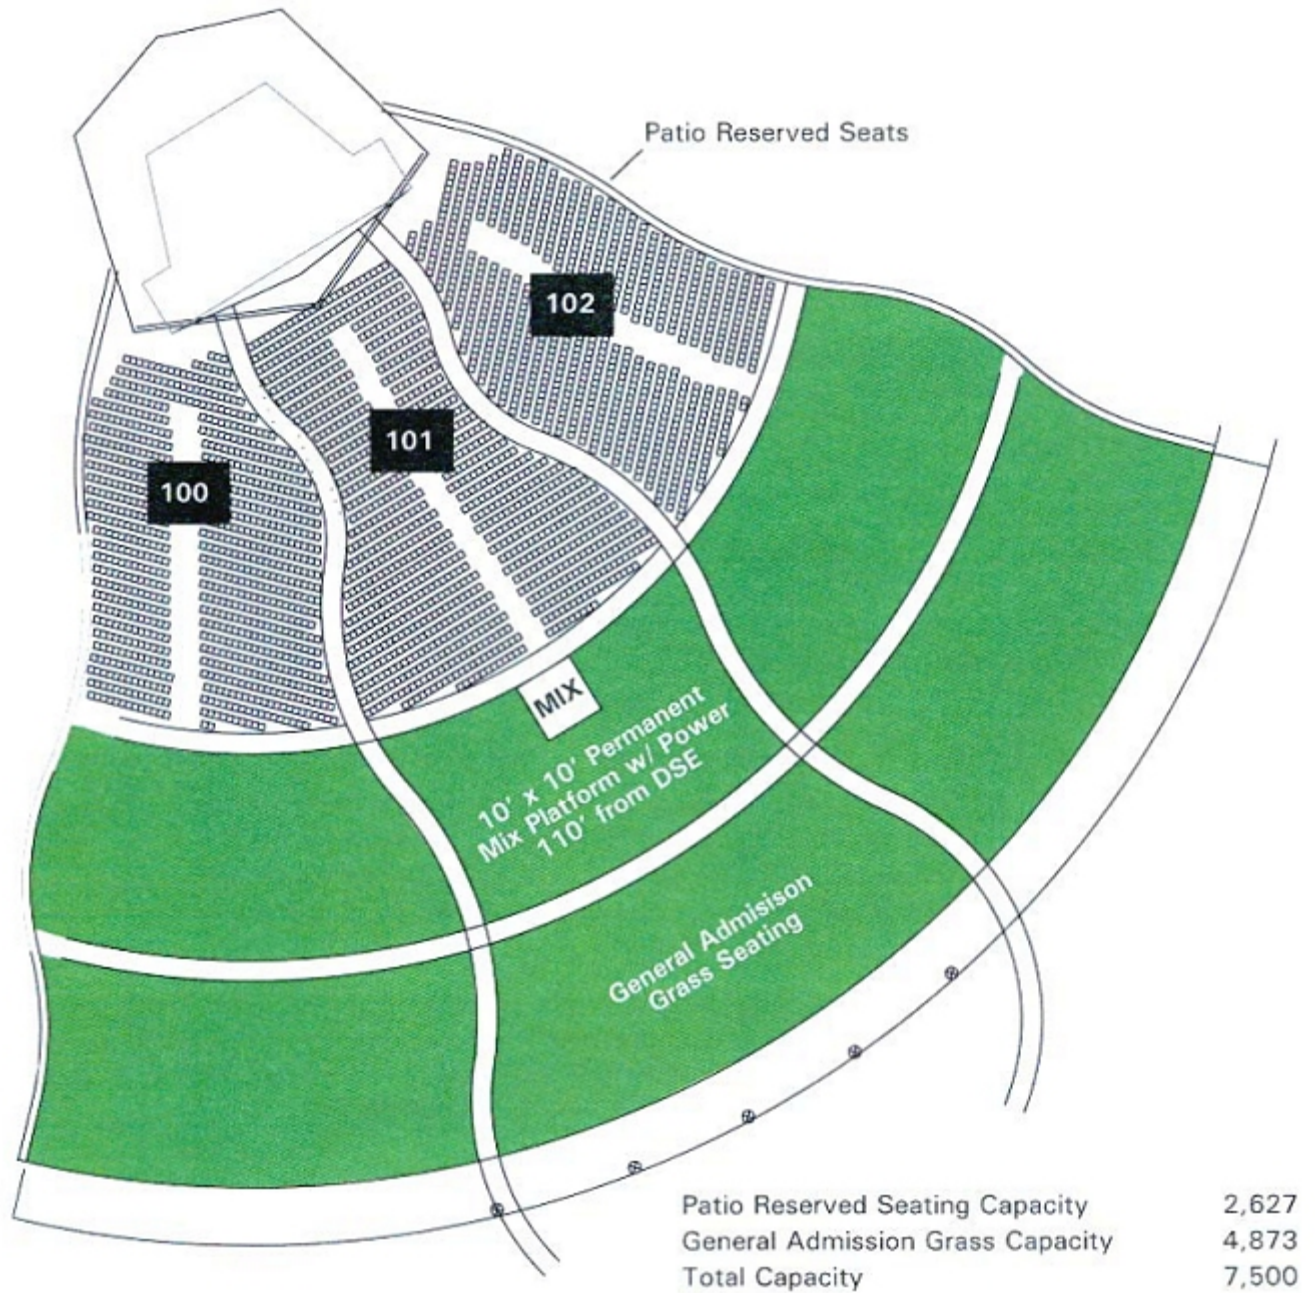 Patio Reserved Seats
102
101
100
MIX
10' x 10' Permanent
Mix Platform w/ Power
110' from DSE
General Admisison
Grass Seating
Patio Reserved Seating Capacity 2,627
General Admission Grass Capacity 4,873
Total Capacity 7,500